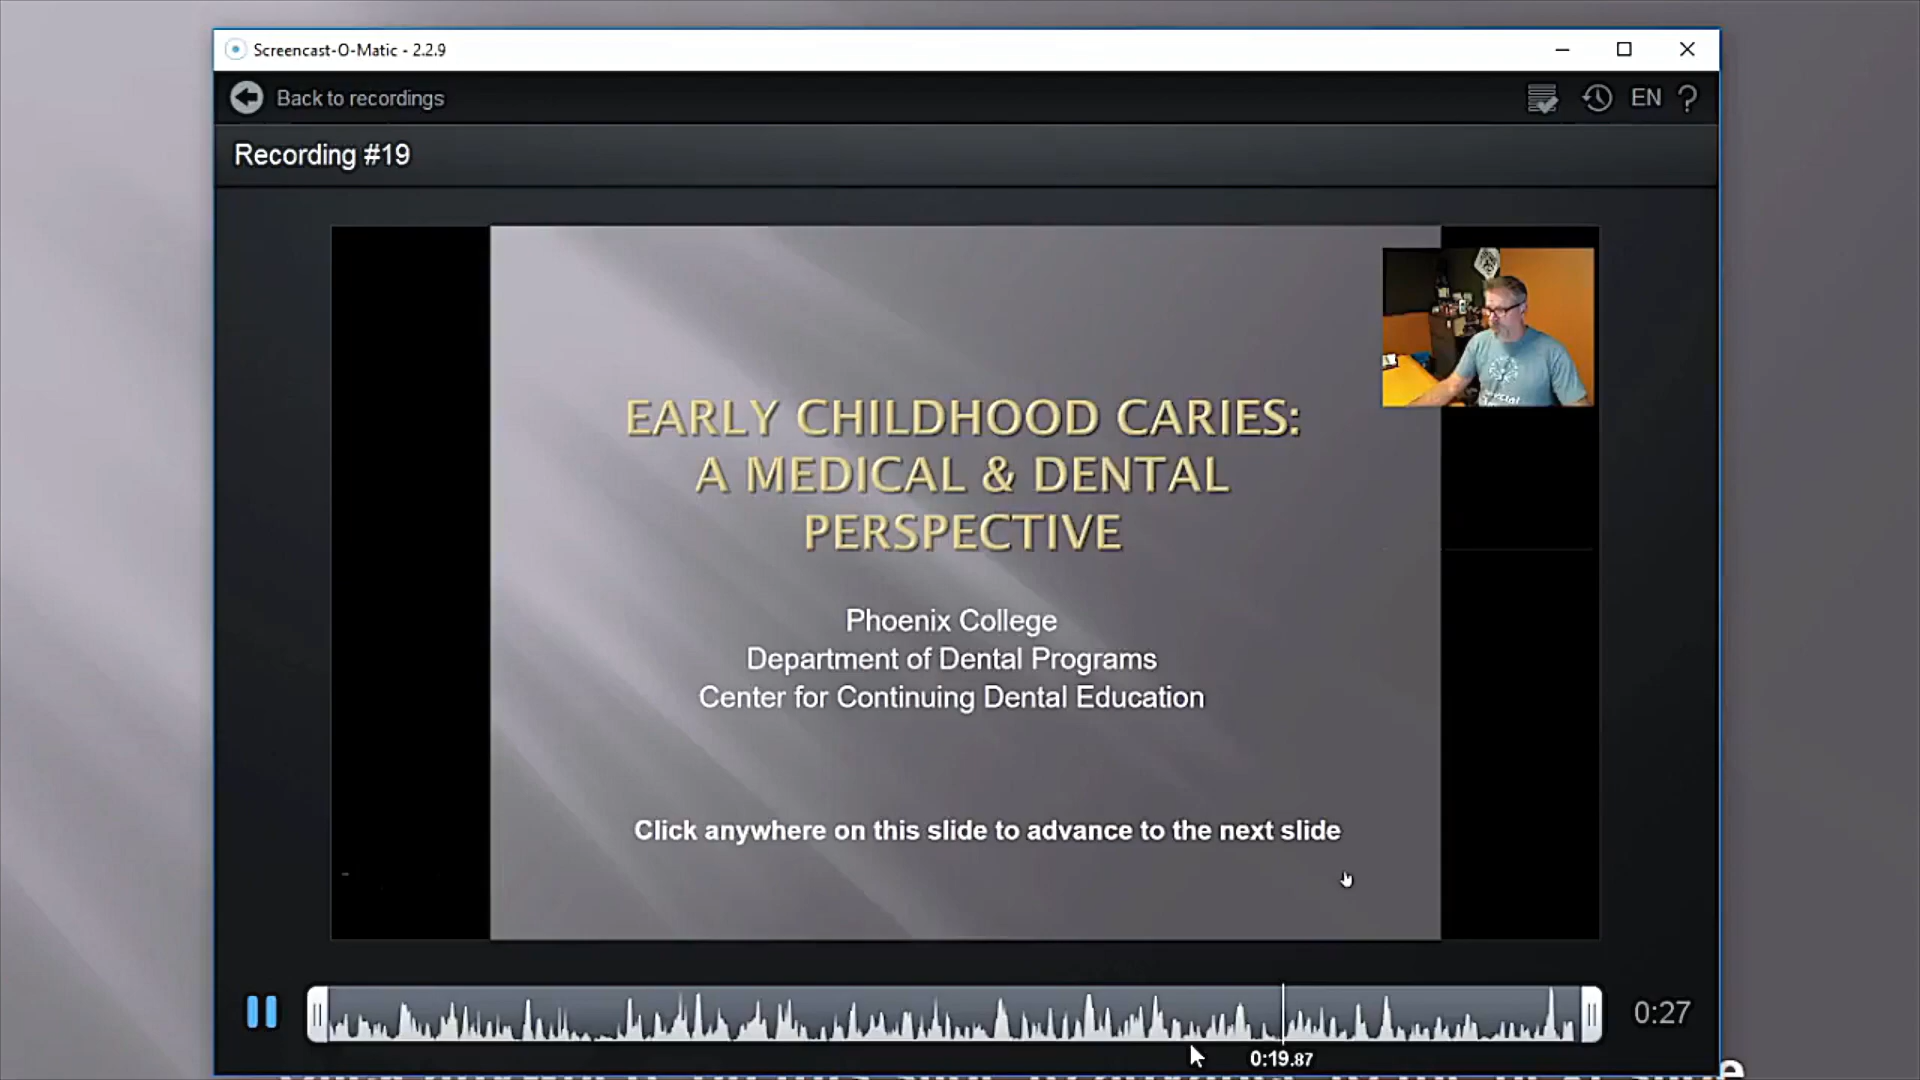 Screencast-O-Matic - 2.2.9
Back to recordings
EN ?
Recording #19
EARLY CHILDHOOD CARIES:
A MEDICAL & DENTAL
PERSPECTIVE
Phoenix College
Department of Dental Programs
Center for Continuing Dental Education
Click anywhere on this slide to advance to the next slide
0:27
0:19.87